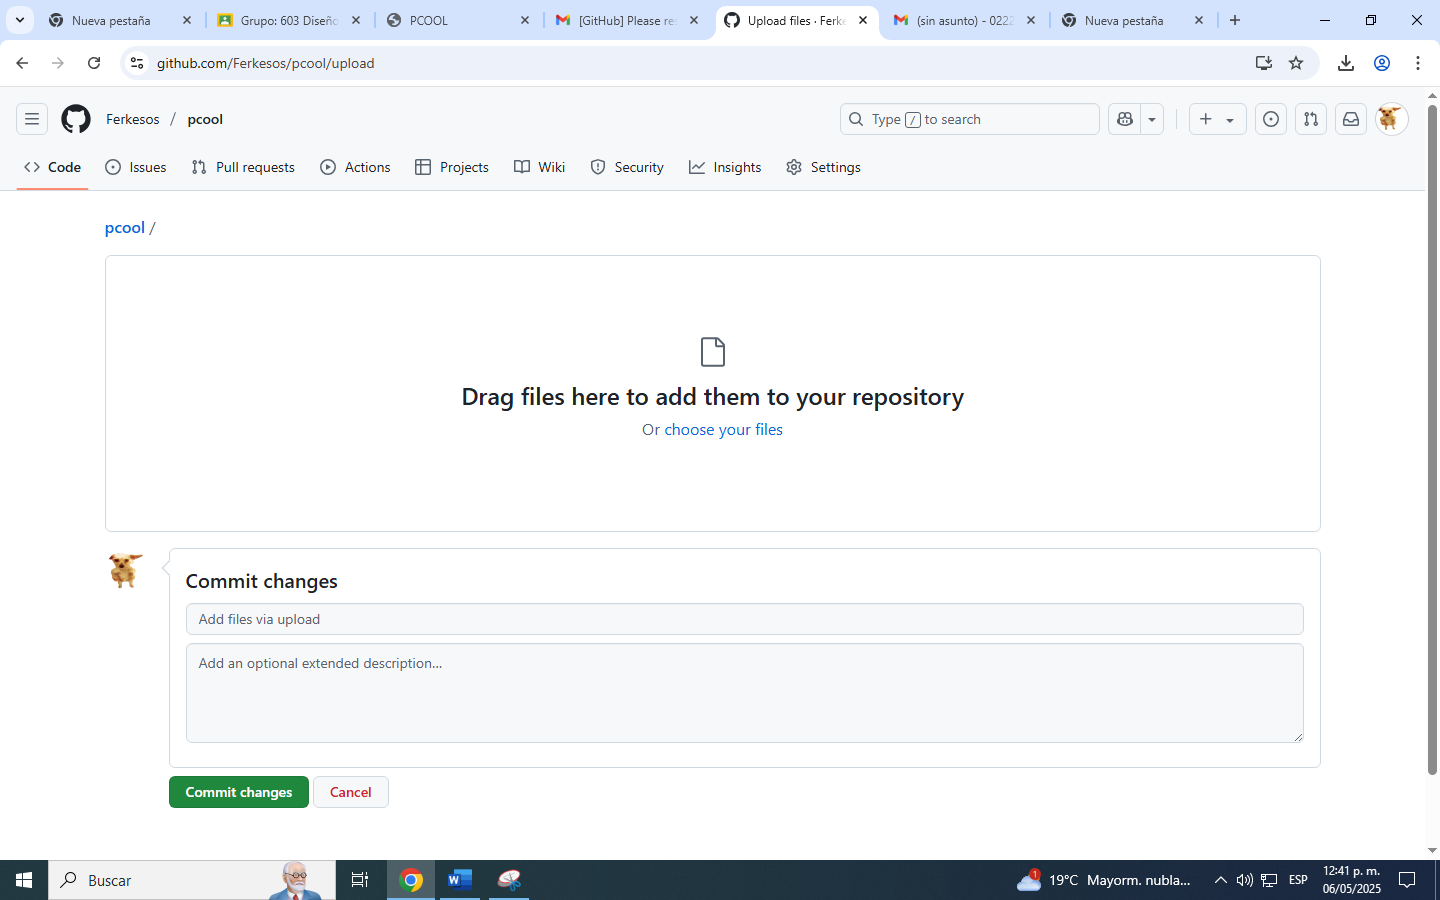 Nueva pestaña
Grupo: 603 Diseño
PCOOL
[GitHub] Please re
Upload files · Ferke
(sin asunto) - 0222
Nueva pestaña
github.com/Ferkesos/pcool/upload
Ferkesos / pcool
Type / to search
Code
Issues
Pull requests
Actions
Projects
Wiki
Security
Insights
Settings
pcool /
Drag files here to add them to your repository
Or choose your files
Commit changes
Add files via upload
Add an optional extended description...
Commit changes
Cancel
Buscar
1
19°C Mayorm. nubla...
ESP
12:41 p. m.
06/05/2025